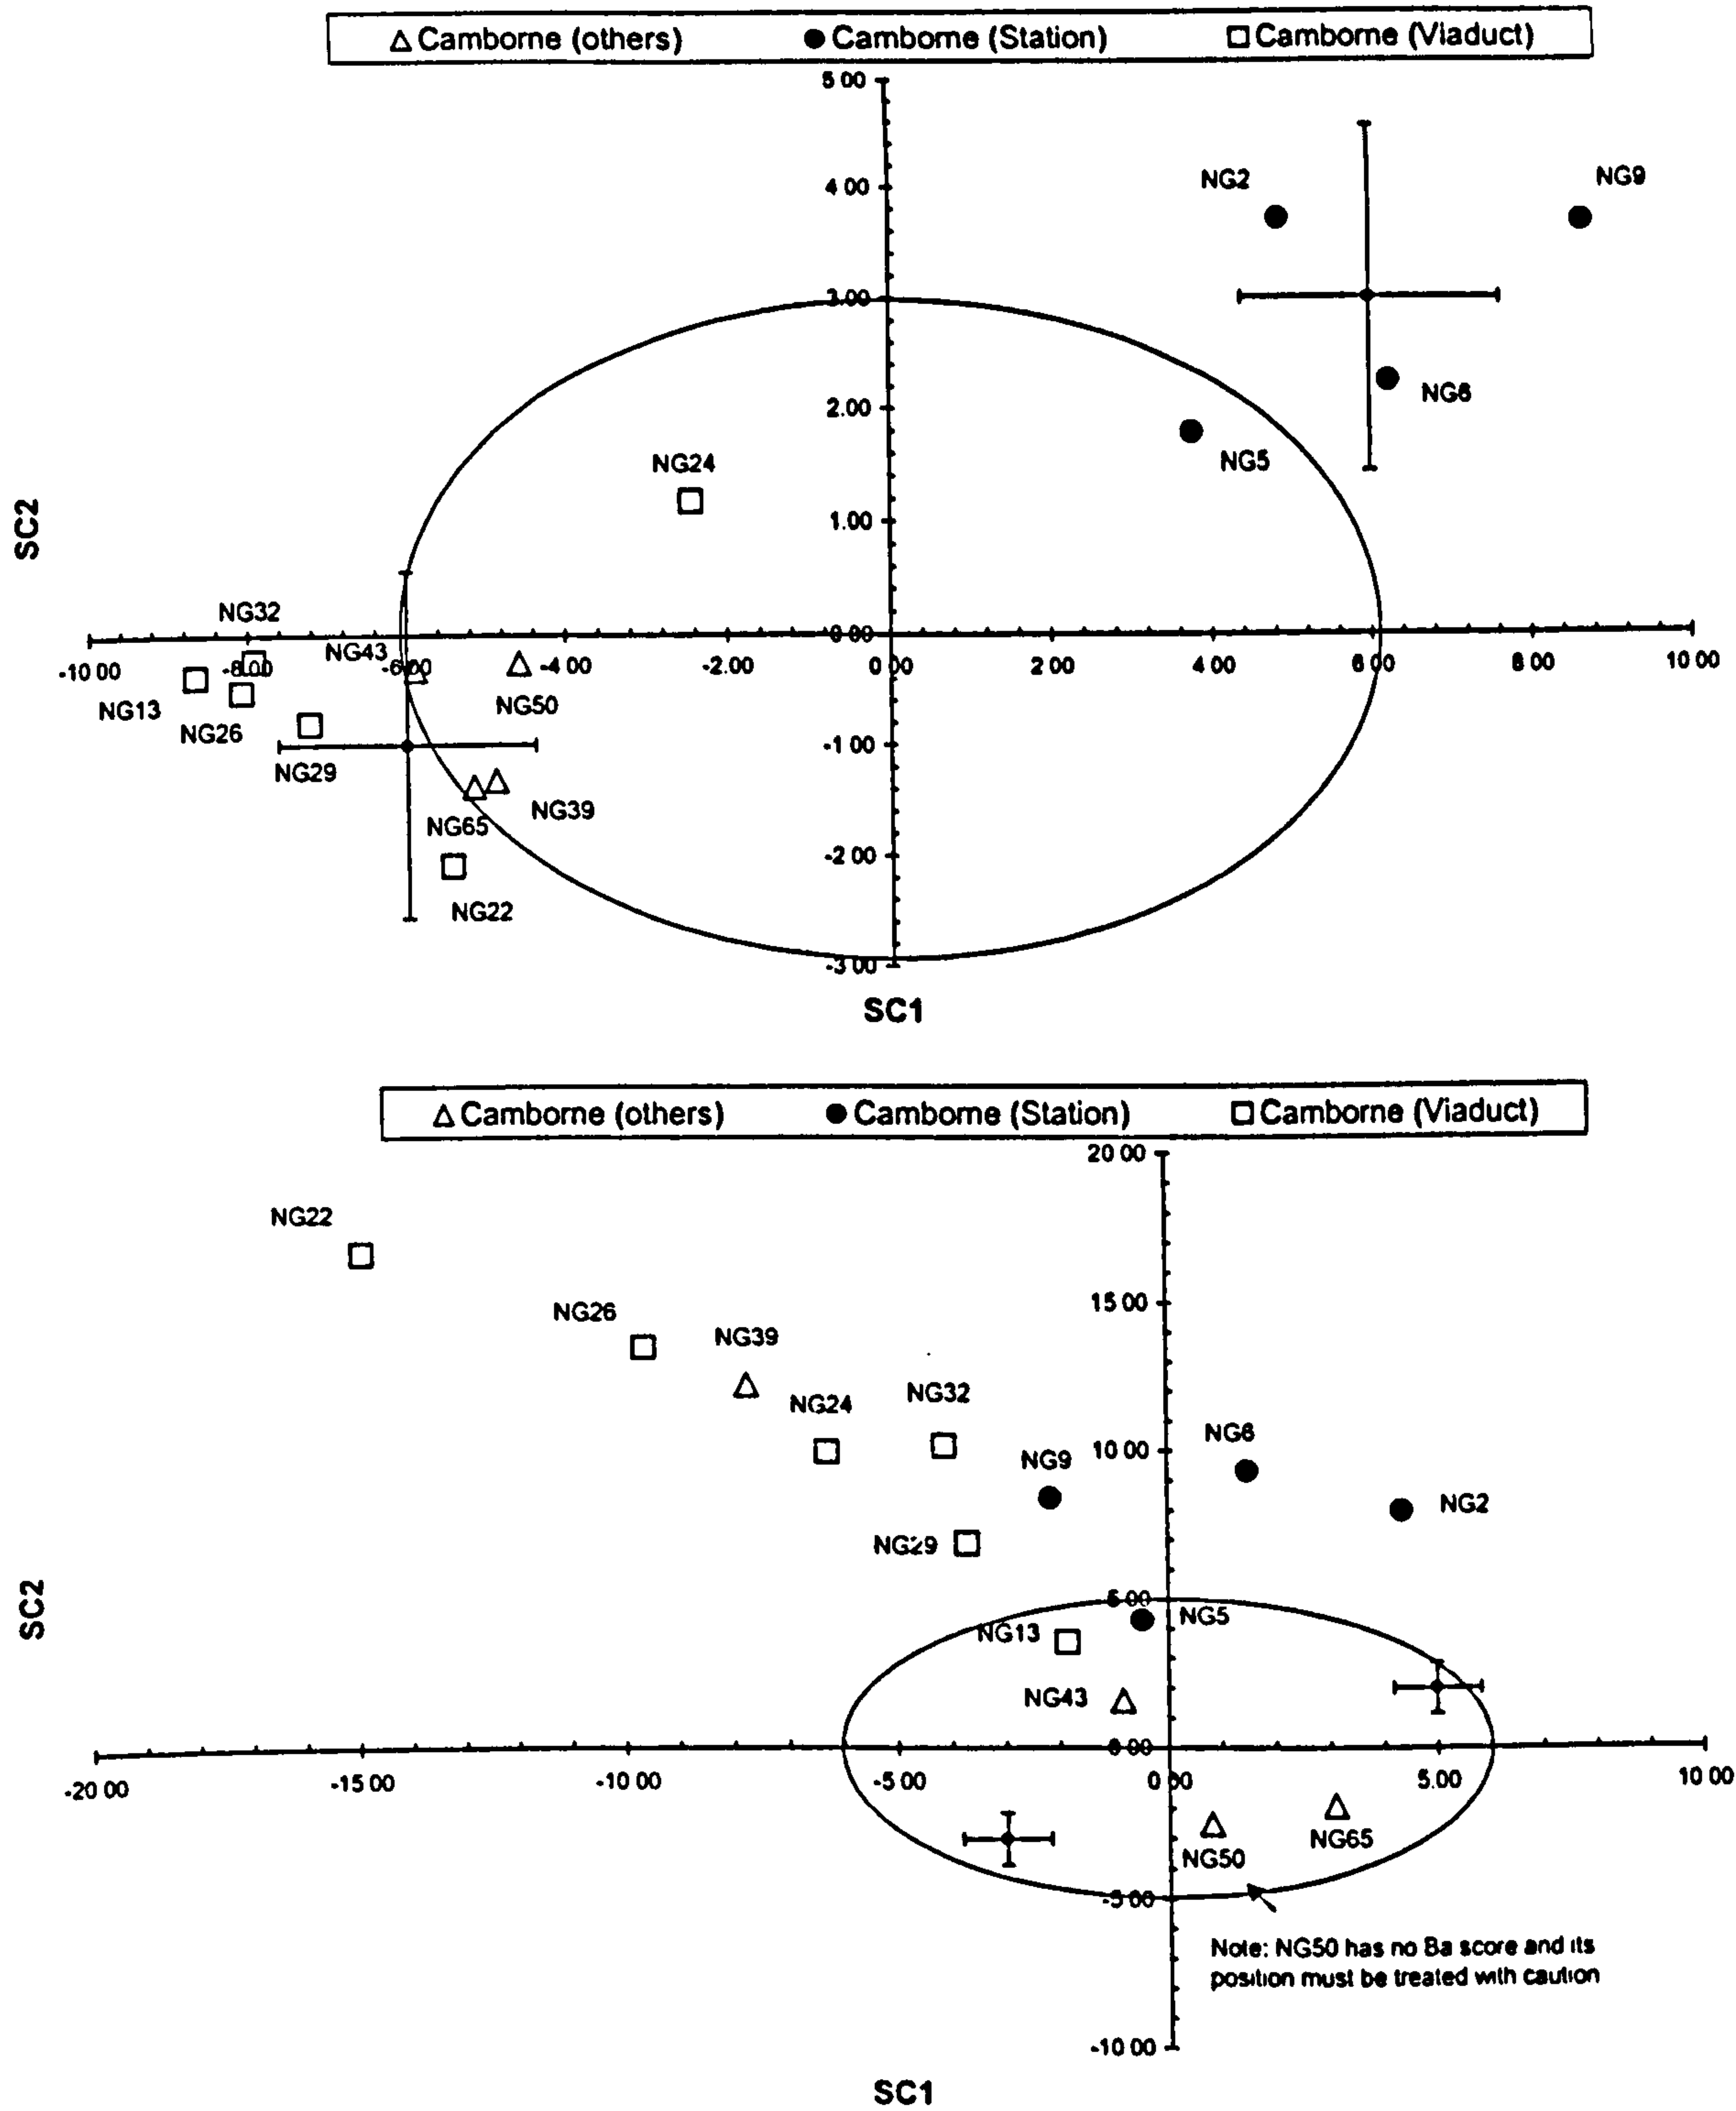 △ Camborne (others) ● Camborne (Station) □ Camborne (Viaduct)
5 00
NG2 NG9
4 00
3.00
NG6
2.00
NG5
NG24
1.00
SC2
NG32
0 00
NG43
-10 00 -8.00 -6 00 -4 00 -2.00 0 00 2 00 4 00 6 00 8 00 10 00
NG13 NG26 NG50
-1 00
NG29
NG39
NG65
-2 00
NG22
-3 00
SC1
△ Camborne (others) ● Camborne (Station) □ Camborne (Viaduct)
20 00
NG22
15 00
NG26
NG39
NG24 NG32
NG6
10 00
NG9
NG2
NG29
SC2
5 00
NG5
NG13
NG43
0 00
-20 00 -15 00 -10 00 -5 00 0 00 5.00 10 00
NG65
NG50
-5 00
Note: NG50 has no Ba score and its
position must be treated with caution
-10 00
SC1